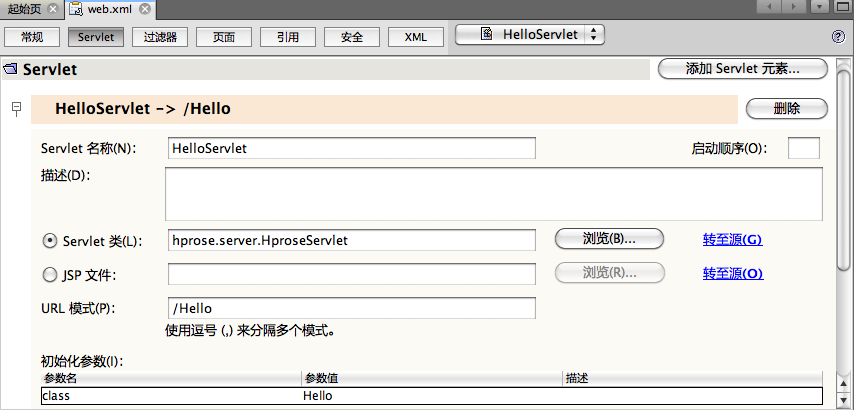 起始页 web.xml
常规 Servlet 过滤器 页面 引用 安全 XML HelloServlet
Servlet 添加 Servlet 元素...
HelloServlet -> /Hello 删除
Servlet 名称(N): HelloServlet 启动顺序(O):
描述(D):
Servlet 类(L): hprose.server.HproseServlet 浏览(B)... 转至源(G)
JSP 文件: 浏览(R)... 转至源(O)
URL 模式(P): /Hello
使用逗号 (,) 来分隔多个模式。
初始化参数(I):
参数名 参数值 描述
class Hello